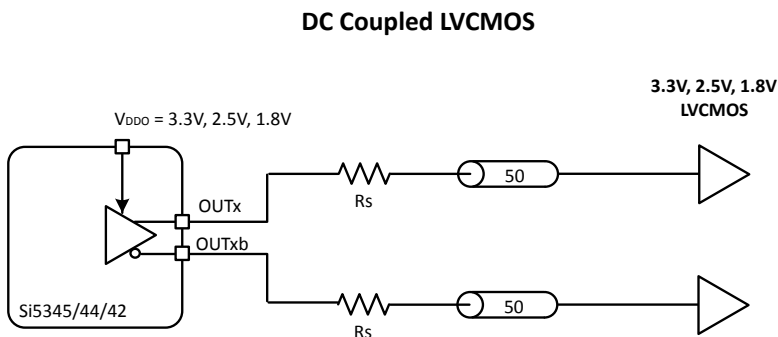 DC Coupled LVCMOS
3.3V, 2.5V, 1.8V
LVCMOS
VDDO = 3.3V, 2.5V, 1.8V
OUTx
Rs
50
OUTxb
Si5345/44/42
Rs
50